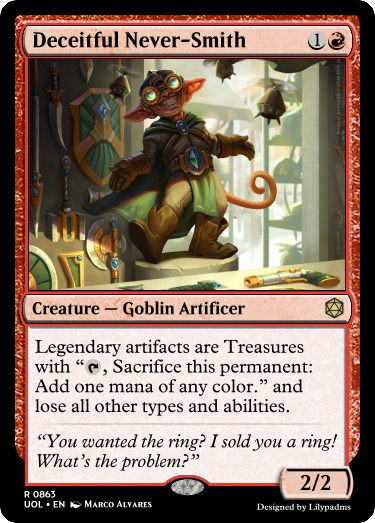 Deceitful Never-Smith 1
Creature — Goblin Artificer
Legendary artifacts are Treasures
with “, Sacrifice this permanent:
Add one mana of any color.” and
lose all other types and abilities.
“You wanted the ring? I sold you a ring!
What’s the problem?”
2/2
R 0863
UOL • EN Marco Alvares
Designed by Lilypadms